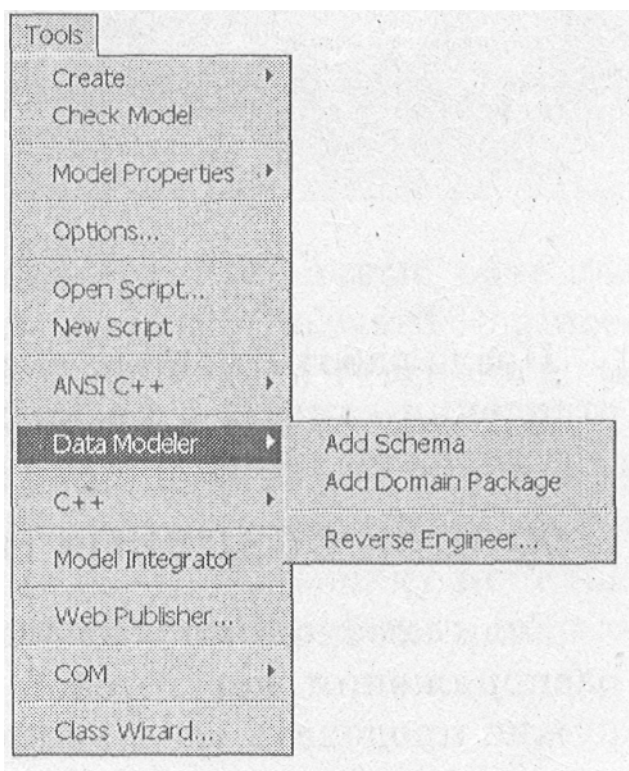 Tools
Create
Check Model
Model Properties
Options...
Open Script...
New Script
ANSI C++
Data Modeler
Add Schema
Add Domain Package
Reverse Engineer...
C++
Model Integrator
Web Publisher...
COM
Class Wizard...